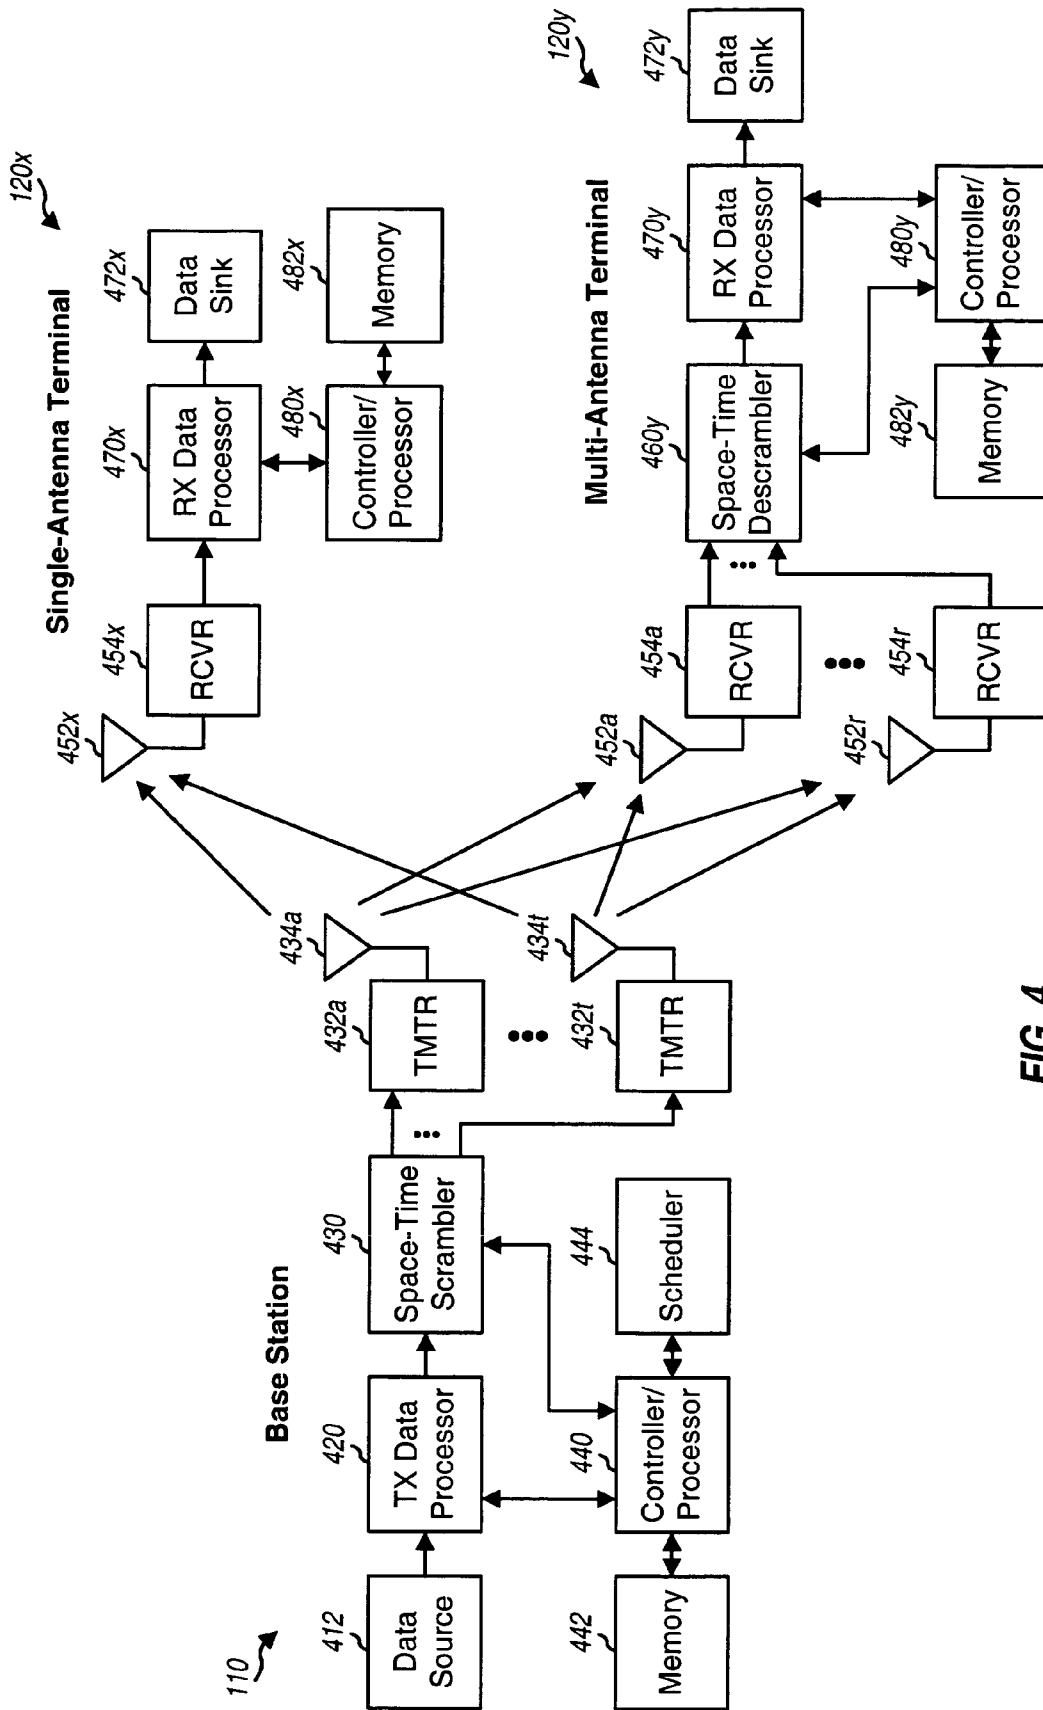 110
Base Station
412
Data
Source
420
TX Data
Processor
430
Space-Time
Scrambler
432a
TMTR
434a
432t
TMTR
434t
442
Memory
440
Controller/
Processor
444
Scheduler
Single-Antenna Terminal
120x
452x
454x
RCVR
470x
RX Data
Processor
472x
Data
Sink
480x
Controller/
Processor
482x
Memory
Multi-Antenna Terminal
120y
452a
454a
RCVR
452r
454r
RCVR
460y
Space-Time
Descrambler
470y
RX Data
Processor
472y
Data
Sink
482y
Memory
480y
Controller/
Processor
FIG. 4